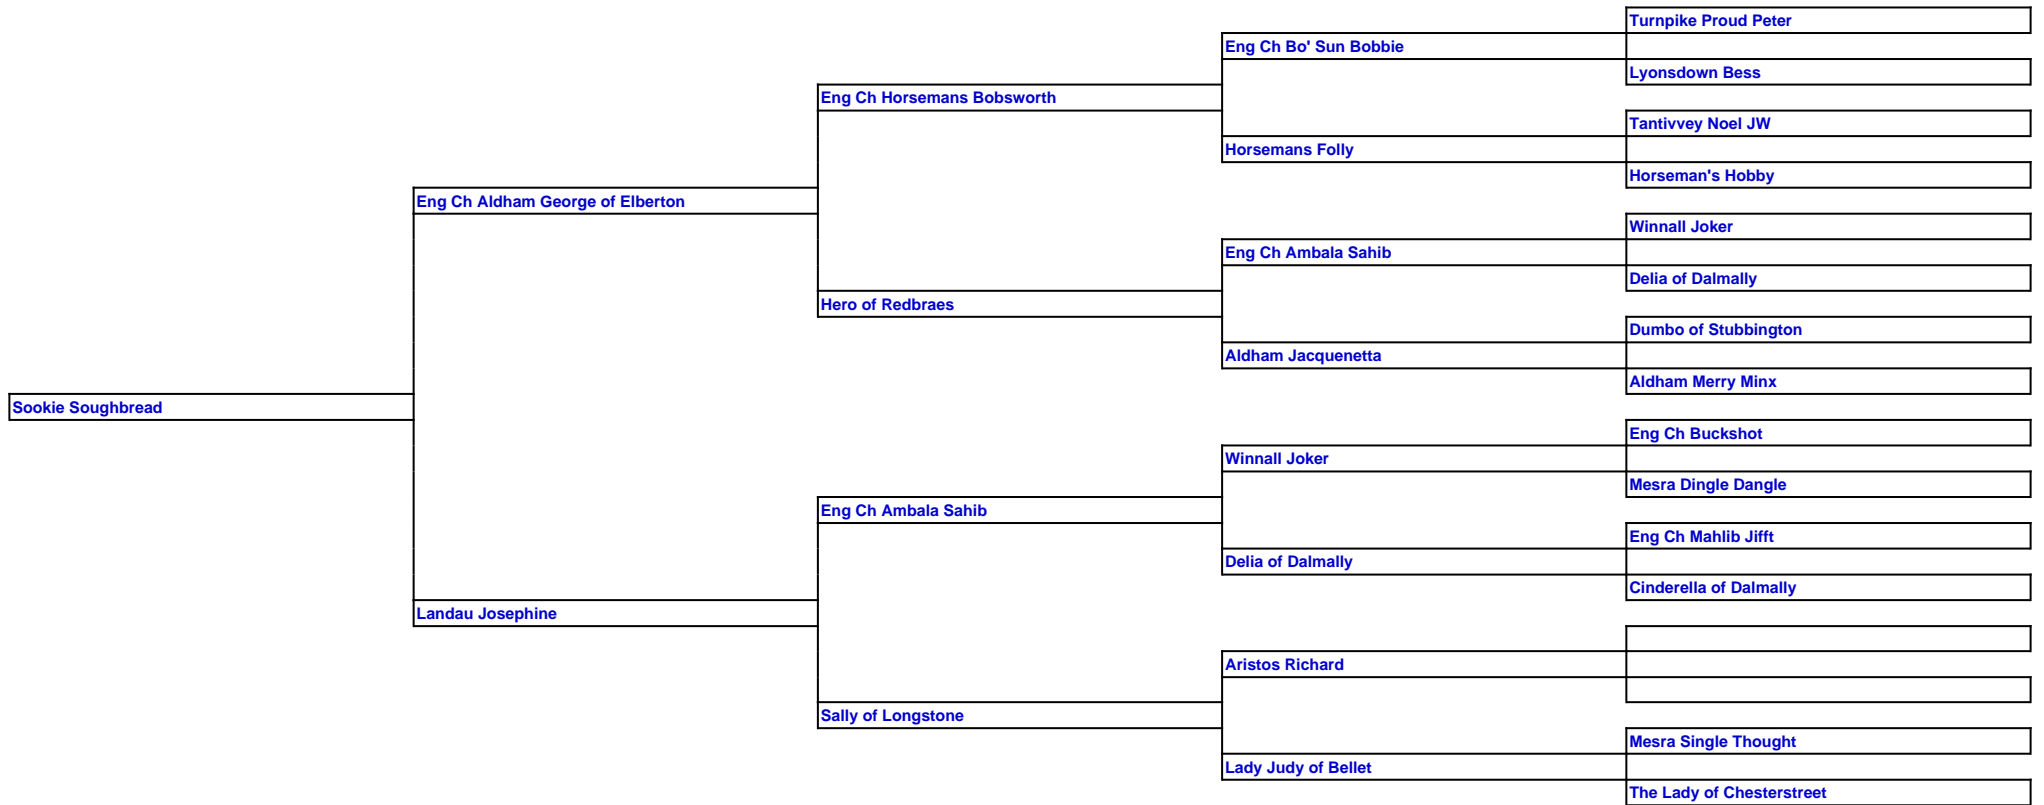 Turnpike Proud Peter
Eng Ch Bo' Sun Bobbie
Lyonsdown Bess
Eng Ch Horsemans Bobsworth
Tantivvey Noel JW
Horsemans Folly
Horseman's Hobby
Eng Ch Aldham George of Elberton
Winnall Joker
Eng Ch Ambala Sahib
Delia of Dalmally
Hero of Redbraes
Dumbo of Stubbington
Aldham Jacquenetta
Aldham Merry Minx
Sookie Soughbread
Eng Ch Buckshot
Winnall Joker
Mesra Dingle Dangle
Eng Ch Ambala Sahib
Eng Ch Mahlib Jifft
Delia of Dalmally
Cinderella of Dalmally
Landau Josephine
Aristos Richard
Sally of Longstone
Mesra Single Thought
Lady Judy of Bellet
The Lady of Chesterstreet